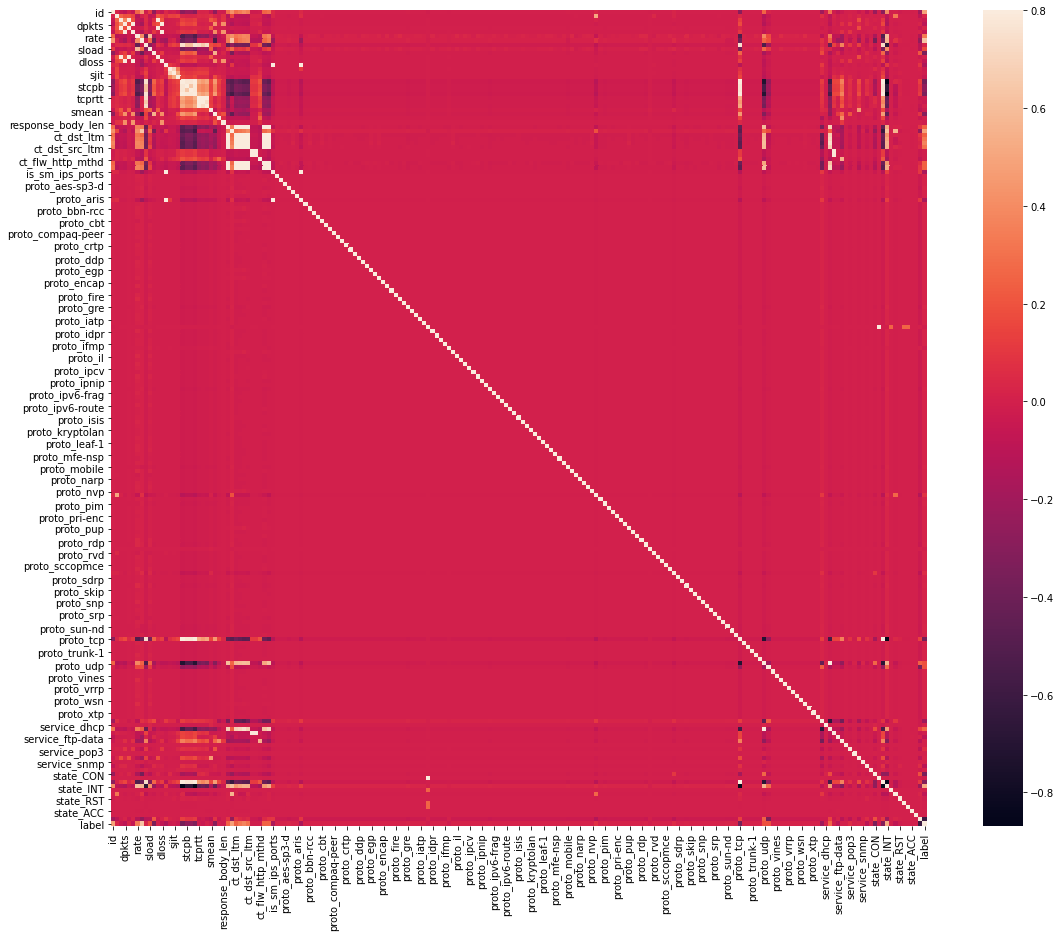 id
dpkts
rate
sload
dloss
sjit
stcpb
tcprtt
smean
response_body_len
ct_dst_ltm
ct_dst_src_ltm
ct_flw_http_mthd
is_sm_ips_ports
proto_aes-sp3-d
proto_aris
proto_bbn-rcc
proto_cbt
proto_compaq-peer
proto_crtp
proto_ddp
proto_egp
proto_encap
proto_fire
proto_gre
proto_iatp
proto_idpr
proto_ifmp
proto_il
proto_ipcv
proto_ipnip
proto_ipv6-frag
proto_ipv6-route
proto_isis
proto_kryptolan
proto_leaf-1
proto_mfe-nsp
proto_mobile
proto_narp
proto_nvp
proto_pim
proto_pri-enc
proto_pup
proto_rdp
proto_rvd
proto_sccopmce
proto_sdrp
proto_skip
proto_snp
proto_srp
proto_sun-nd
proto_tcp
proto_trunk-1
proto_udp
proto_vines
proto_vrrp
proto_wsn
proto_xtp
service_dhcp
service_ftp-data
service_pop3
service_snmp
state_CON
state_INT
state_RST
state_ACC
label
id
dpkts
rate
sload
dloss
sjit
stcpb
tcprtt
smean
response_body_len
ct_dst_ltm
ct_dst_src_ltm
ct_flw_http_mthd
is_sm_ips_ports
proto_aes-sp3-d
proto_aris
proto_bbn-rcc
proto_cbt
proto_compaq-peer
proto_crtp
proto_ddp
proto_egp
proto_encap
proto_fire
proto_gre
proto_iatp
proto_idpr
proto_ifmp
proto_il
proto_ipcv
proto_ipnip
proto_ipv6-frag
proto_ipv6-route
proto_isis
proto_kryptolan
proto_leaf-1
proto_mfe-nsp
proto_mobile
proto_narp
proto_nvp
proto_pim
proto_pri-enc
proto_pup
proto_rdp
proto_rvd
proto_sccopmce
proto_sdrp
proto_skip
proto_snp
proto_srp
proto_sun-nd
proto_tcp
proto_trunk-1
proto_udp
proto_vines
proto_vrrp
proto_wsn
proto_xtp
service_dhcp
service_ftp-data
service_pop3
service_snmp
state_CON
state_INT
state_RST
state_ACC
label
0.8
0.6
0.4
0.2
0.0
−0.2
−0.4
−0.6
−0.8